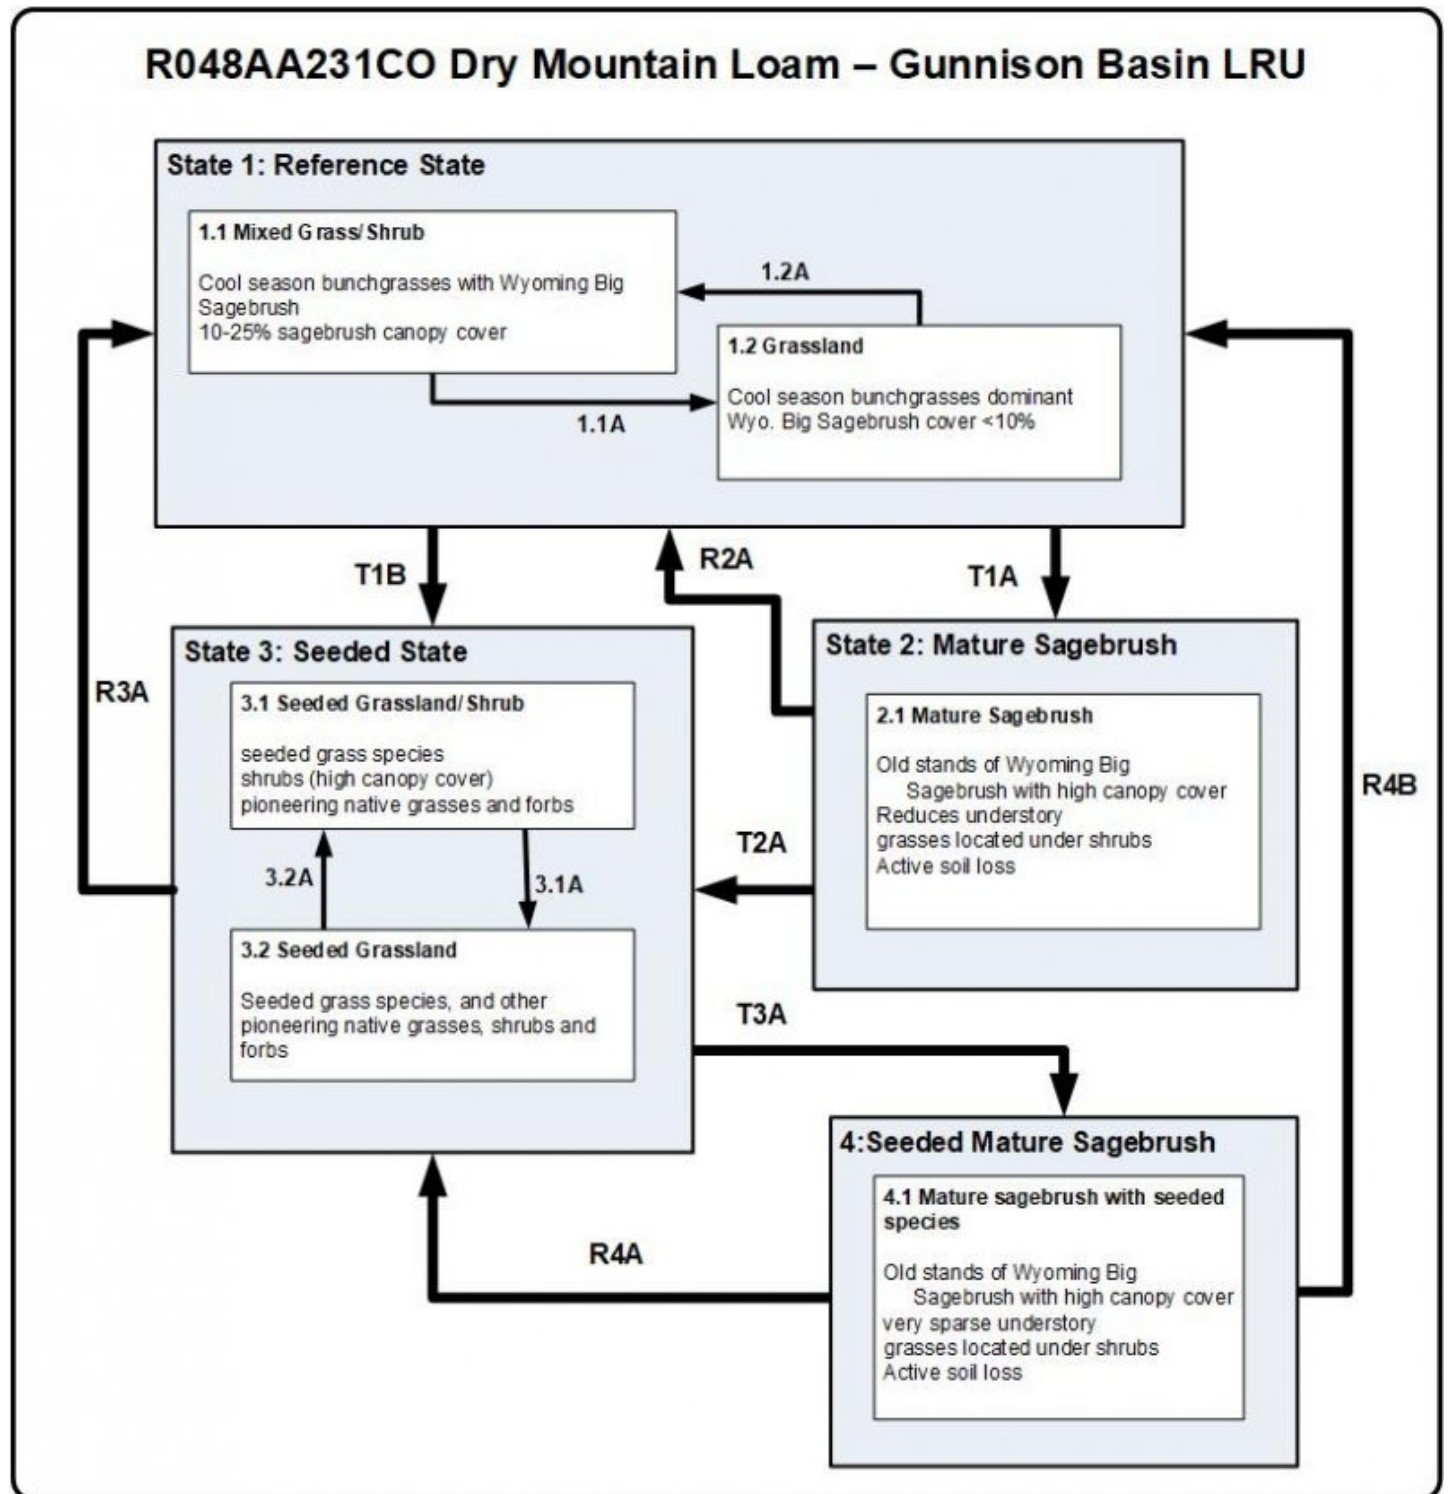 R048AA231CO Dry Mountain Loam – Gunnison Basin LRU
State 1: Reference State
1.1 Mixed Grass/Shrub
Cool season bunchgrasses with Wyoming Big
Sagebrush
10-25% sagebrush canopy cover
1.2A
1.2 Grassland
Cool season bunchgrasses dominant
Wyo. Big Sagebrush cover <10%
1.1A
T1B
R2A
T1A
R3A
State 3: Seeded State
3.1 Seeded Grassland/Shrub
seeded grass species
shrubs (high canopy cover)
pioneering native grasses and forbs
3.2A
3.1A
3.2 Seeded Grassland
Seeded grass species, and other
pioneering native grasses, shrubs and
forbs
State 2: Mature Sagebrush
2.1 Mature Sagebrush
Old stands of Wyoming Big
Sagebrush with high canopy cover
Reduces understory
grasses located under shrubs
Active soil loss
T2A
R4B
T3A
4:Seeded Mature Sagebrush
4.1 Mature sagebrush with seeded
species
Old stands of Wyoming Big
Sagebrush with high canopy cover
very sparse understory
grasses located under shrubs
Active soil loss
R4A